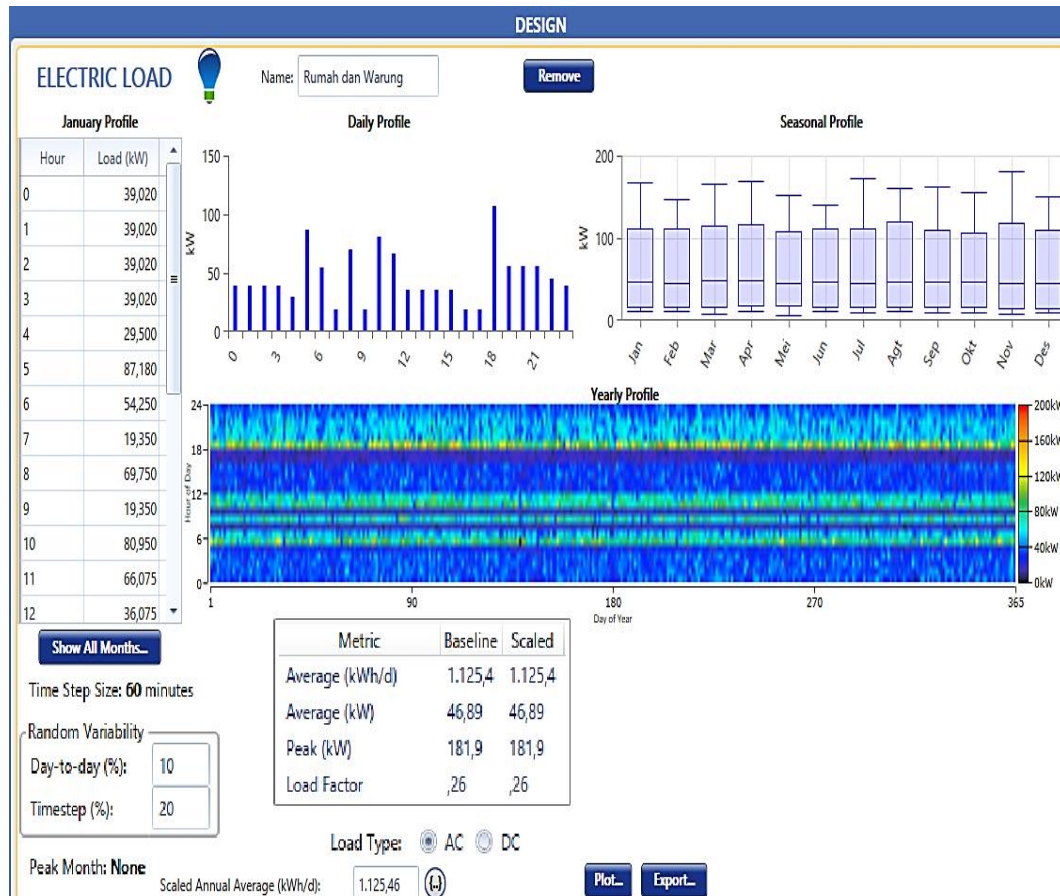 DESIGN
ELECTRIC LOAD
Name: Rumah dan Warung
Remove
January Profile
Hour Load (kW)
0 39,020
1 39,020
2 39,020
3 39,020
4 29,500
5 87,180
6 54,250
7 19,350
8 69,750
9 19,350
10 80,950
11 66,075
12 36,075
Show All Months...
Daily Profile
kW
150
100
50
0
0 3 6 9 12 15 18 21
Seasonal Profile
kW
200
100
0
Jan Feb Mar Apr Mei Jun Jul Agt Sep Okt Nov Des
Yearly Profile
Hour of Day
24
18
12
6
0
1 90 180 270 365
Day of Year
200kW
160kW
120kW
80kW
40kW
0kW
Metric Baseline Scaled
Average (kWh/d) 1.125,4 1.125,4
Average (kW) 46,89 46,89
Peak (kW) 181,9 181,9
Load Factor ,26 ,26
Time Step Size: 60 minutes
Random Variability
Day-to-day (%): 10
Timestep (%): 20
Load Type: AC DC
Peak Month: None
Scaled Annual Average (kWh/d): 1.125,46 {..}
Plot... Export...